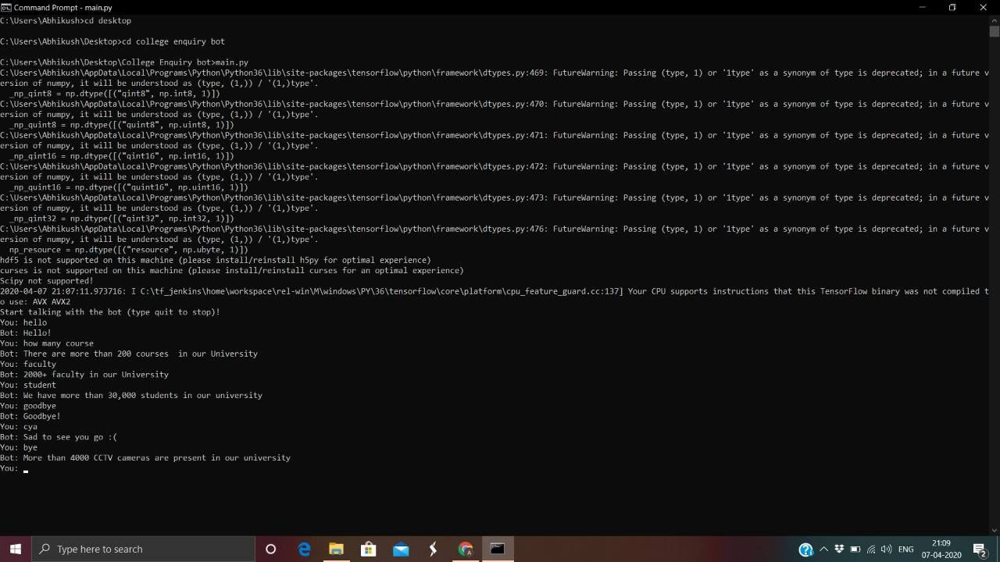 Command Prompt - main.py
C:\Users\Abhikush>cd desktop
C:\Users\Abhikush\Desktop>cd college enquiry bot
C:\Users\Abhikush\Desktop\College Enquiry bot>main.py
C:\Users\Abhikush\AppData\Local\Programs\Python\Python36\lib\site-packages\tensorflow\python\framework\dtypes.py:469: FutureWarning: Passing (type, 1) or '1type' as a synonym of type is deprecated; in a future v
ersion of numpy, it will be understood as (type, (1,)) / '(1,)type'.
_np_qint8 = np.dtype([("qint8", np.int8, 1)])
C:\Users\Abhikush\AppData\Local\Programs\Python\Python36\lib\site-packages\tensorflow\python\framework\dtypes.py:470: FutureWarning: Passing (type, 1) or '1type' as a synonym of type is deprecated; in a future v
ersion of numpy, it will be understood as (type, (1,)) / '(1,)type'.
_np_quint8 = np.dtype([("quint8", np.uint8, 1)])
C:\Users\Abhikush\AppData\Local\Programs\Python\Python36\lib\site-packages\tensorflow\python\framework\dtypes.py:471: FutureWarning: Passing (type, 1) or '1type' as a synonym of type is deprecated; in a future v
ersion of numpy, it will be understood as (type, (1,)) / '(1,)type'.
_np_qint16 = np.dtype([("qint16", np.int16, 1)])
C:\Users\Abhikush\AppData\Local\Programs\Python\Python36\lib\site-packages\tensorflow\python\framework\dtypes.py:472: FutureWarning: Passing (type, 1) or '1type' as a synonym of type is deprecated; in a future v
ersion of numpy, it will be understood as (type, (1,)) / '(1,)type'.
_np_quint16 = np.dtype([("quint16", np.uint16, 1)])
C:\Users\Abhikush\AppData\Local\Programs\Python\Python36\lib\site-packages\tensorflow\python\framework\dtypes.py:473: FutureWarning: Passing (type, 1) or '1type' as a synonym of type is deprecated; in a future v
ersion of numpy, it will be understood as (type, (1,)) / '(1,)type'.
_np_qint32 = np.dtype([("qint32", np.int32, 1)])
C:\Users\Abhikush\AppData\Local\Programs\Python\Python36\lib\site-packages\tensorflow\python\framework\dtypes.py:476: FutureWarning: Passing (type, 1) or '1type' as a synonym of type is deprecated; in a future v
ersion of numpy, it will be understood as (type, (1,)) / '(1,)type'.
np_resource = np.dtype([("resource", np.ubyte, 1)])
hdf5 is not supported on this machine (please install/reinstall h5py for optimal experience)
curses is not supported on this machine (please install/reinstall curses for an optimal experience)
Scipy not supported!
2020-04-07 21:07:11.973716: I C:\tf_jenkins\home\workspace\rel-win\M\windows\PY\36\tensorflow\core\platform\cpu_feature_guard.cc:137] Your CPU supports instructions that this TensorFlow binary was not compiled t
o use: AVX AVX2
Start talking with the bot (type quit to stop)!
You: hello
Bot: Hello!
You: how many course
Bot: There are more than 200 courses  in our University
You: faculty
Bot: 2000+ faculty in our University
You: student
Bot: We have more than 30,000 students in our university
You: goodbye
Bot: Goodbye!
You: cya
Bot: Sad to see you go :(
You: bye
Bot: More than 4000 CCTV cameras are present in our university
You:
Type here to search
ENG
21:09
07-04-2020
2